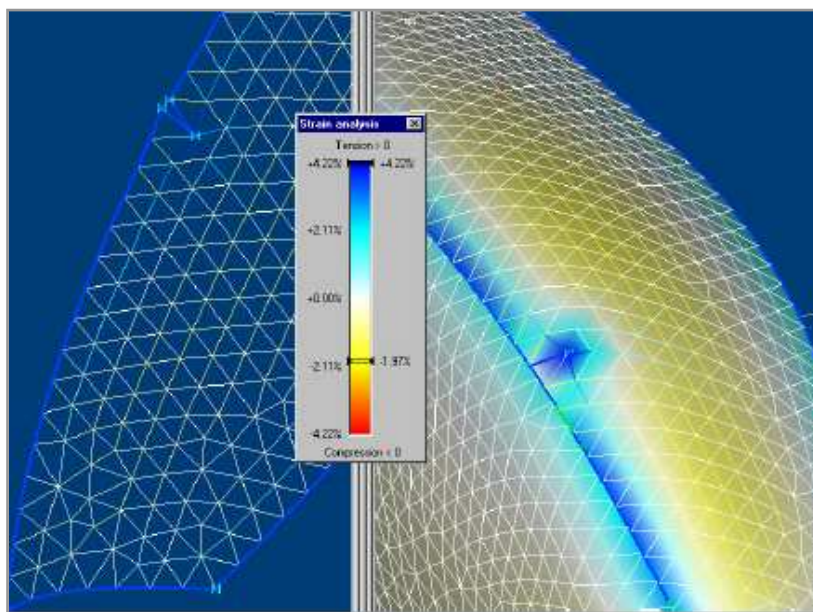 Strain analysis
Tension > 0
+4.22% +4.22%
+2.11%
+0.00%
-2.11% -1.97%
-4.22%
Compression < 0